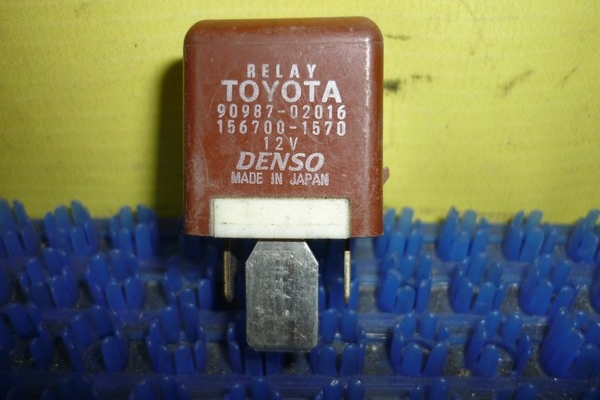 RELAY
TOYOTA
90987-02016
156700-1570
12V
DENSO
MADE IN JAPAN